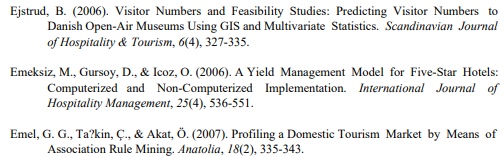 Ejstrud, B. (2006). Visitor Numbers and Feasibility Studies: Predicting Visitor Numbers to
Danish Open-Air Museums Using GIS and Multivariate Statistics. Scandinavian Journal
of Hospitality & Tourism, 6(4), 327-335.
Emeksiz, M., Gursoy, D., & Icoz, O. (2006). A Yield Management Model for Five-Star Hotels:
Computerized and Non-Computerized Implementation. International Journal of
Hospitality Management, 25(4), 536-551.
Emel, G. G., Ta?kin, Ç., & Akat, Ö. (2007). Profiling a Domestic Tourism Market by Means of
Association Rule Mining. Anatolia, 18(2), 335-343.